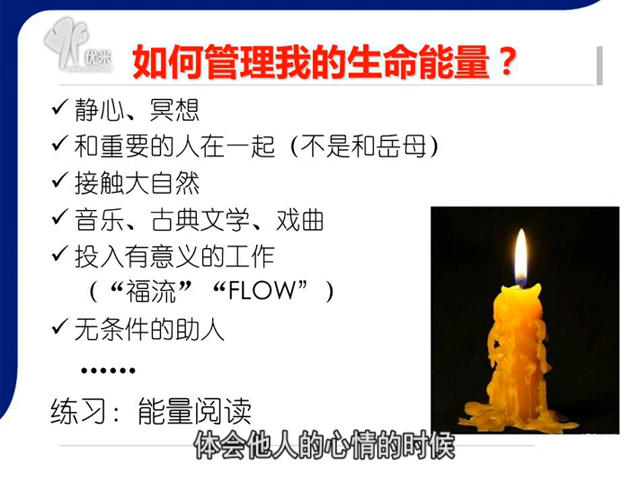 优米
如何管理我的生命能量？
✓静心、冥想
✓和重要的人在一起（不是和岳母）
✓接触大自然
✓音乐、古典文学、戏曲
✓投入有意义的工作
（“福流”“FLOW”）
✓无条件的助人
••••••
练习：能量阅读
体会他人的心情的时候